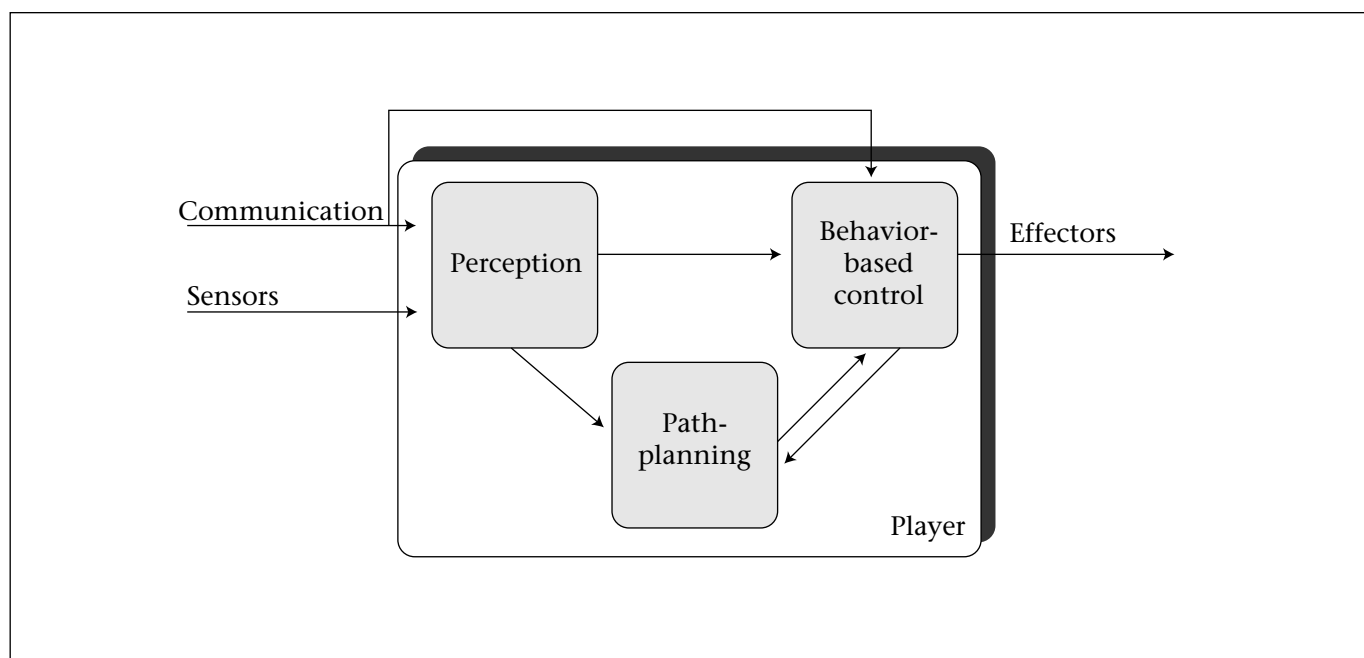 Communication
Sensors
Perception
Behavior-
based
control
Effectors
Path-
planning
Player